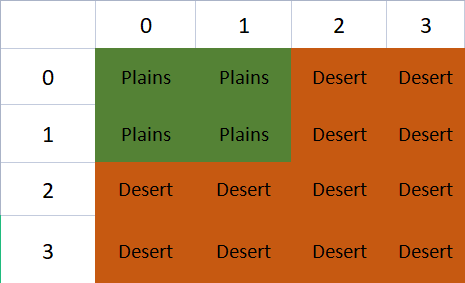 0 1 2 3
0 Plains Plains Desert Desert
1 Plains Plains Desert Desert
2 Desert Desert Desert Desert
3 Desert Desert Desert Desert